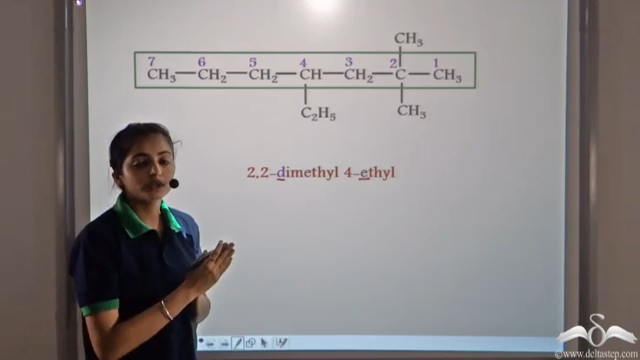 CH₃
7 6 5 4 3 2 1
CH₃—CH₂—CH₂—CH—CH₂—C—CH₃
C₂H₅ CH₃
2,2-dimethyl 4-ethyl
©www.deltastep.com